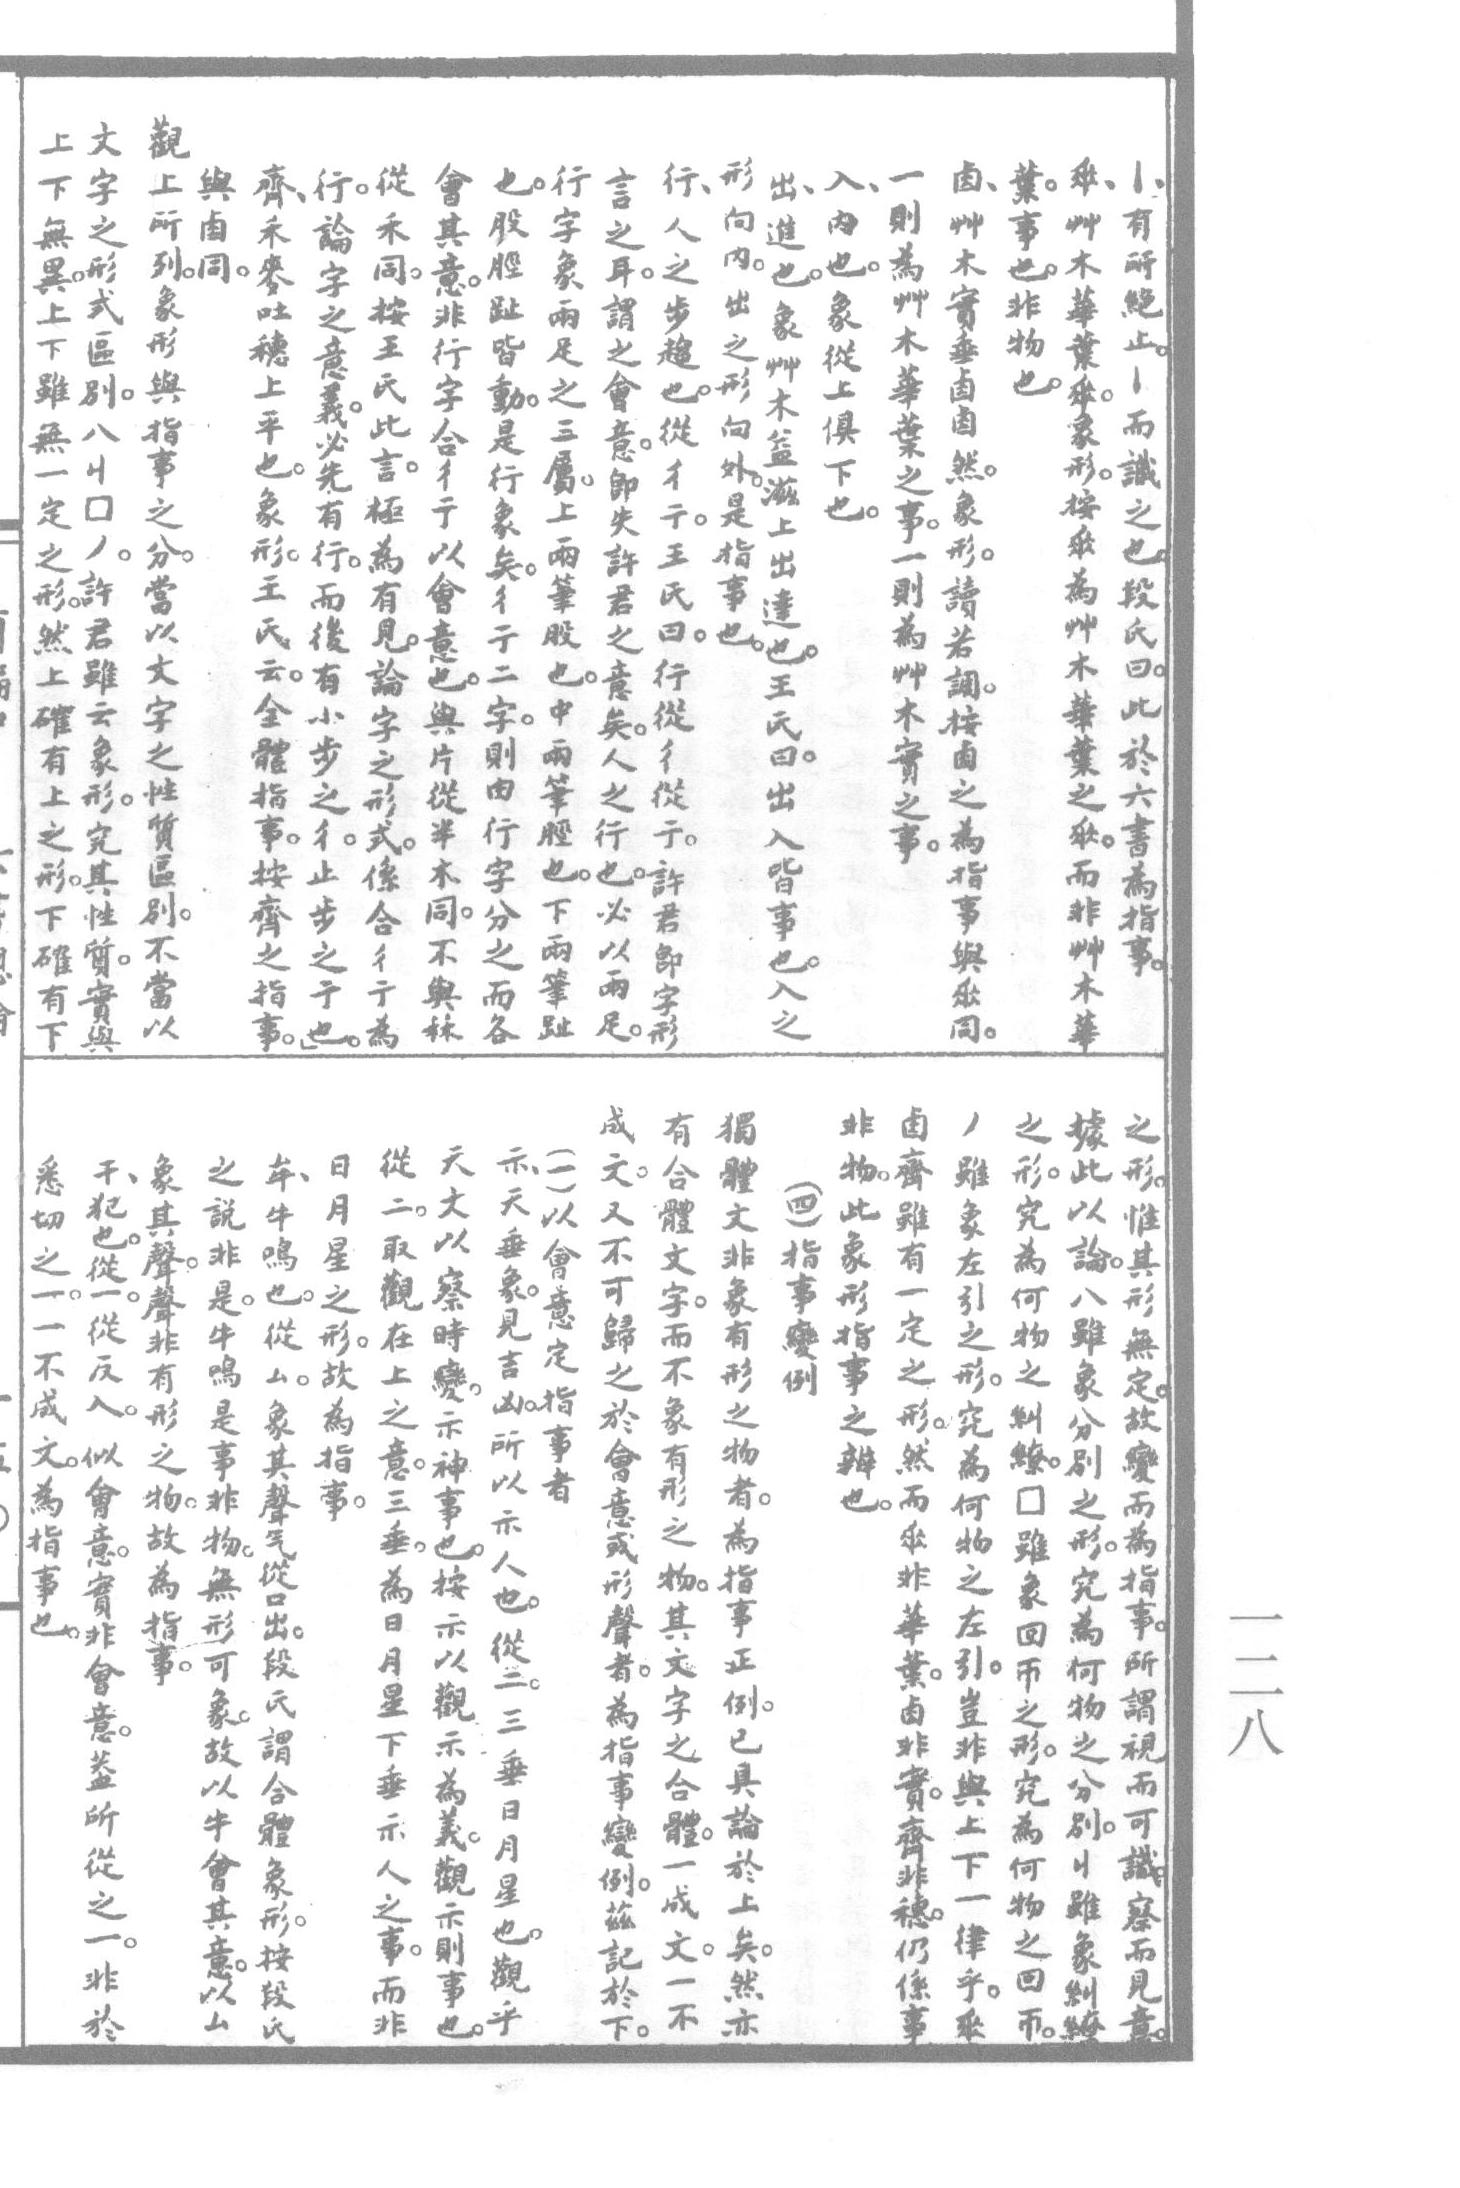 丨、有所絕止。丨而識之也。段氏曰。此於六書為指事。
𠂹、艸木華葉𠂹。象形。按𠂹為艸木華葉之𠂹。而非艸木華
葉。事也。非物也。
𠧪、艸木實垂𠧪𠧪然。象形。讀若調。按𠧪之為指事與𠂹同。
一則為艸木華葉之事。一則為艸木實之事。
入、內也。象從上俱下也。
出、進也。象艸木益滋上出達也。王氏曰。出入皆事也。入之
形向內。出之形向外。是指事也。
行、人之步趨也。從彳亍。王氏曰。行從彳從亍。許君即字形
言之耳。謂之會意。即失許君之意矣。人之行也。必以兩足。
行字象兩足之三屬。上兩筆股也。中兩筆脛也。下兩筆趾
也。股脛趾皆動。是行象矣。彳亍二字。則由行字分之而各
會其意。非行字合彳亍以會意也。與片從半木同。不與秝
從禾同。按王氏此言。極為有見。論字之形式。係合彳亍為
行。論字之意義。必先有行。而後有小步之彳。止步之亍也。」
齊、禾麥吐穗上平也。象形。王氏云。全體指事。按齊之指事。
與𠧪同。
觀上所列。象形與指事之分。當以文字之性質區別。不當以
文字之形式區別。八丩囗丿。許君雖云象形。究其性質。實與
上下無異。上下雖無一定之形。然上確有上之形。下確有下
之形。惟其形無定。故變而為指事。所謂視而可識。察而見意。
據此以論。八雖象分別之形。究為何物之分別。丩雖象糾繚
之形。究為何物之糾繚。囗雖象回帀之形。究為何物之回帀。
丿雖象左引之形。究為何物之左引。豈非與上下一律乎。𠂹
𠧪齊雖有一定之形。然而𠂹非華葉。𠧪非實。齊非穗。仍係事
非物。此象形指事之辨也。
(四)指事變例
獨體文非象有形之物者。為指事正例。已具論於上矣。然亦
有合體文字。而不象有形之物。其文字之合體。一成文。一不
成文。又不可歸之於會意或形聲者。為指事變例。茲記於下。
(一)以會意定指事者
示、天垂象。見吉凶。所以示人也。從二。三垂日月星也。觀乎
天文以察時變。示神事也。按示以觀示為義。觀示則事也。
從二。取觀在上之意。三垂。為日月星下垂示人之事。而非
日月星之形。故為指事。
牟、牛鳴也。從厶。象其聲气從口出。段氏謂合體象形。按段氏
之說非是。牛鳴是事非物。無形可象。故以牛會其意。以厶
象其聲。聲非有形之物。故為指事。
干、犯也。從一。從反入。似會意。實非會意。蓋所從之一。非於
悉切之一。一不成文。為指事也。
一二八